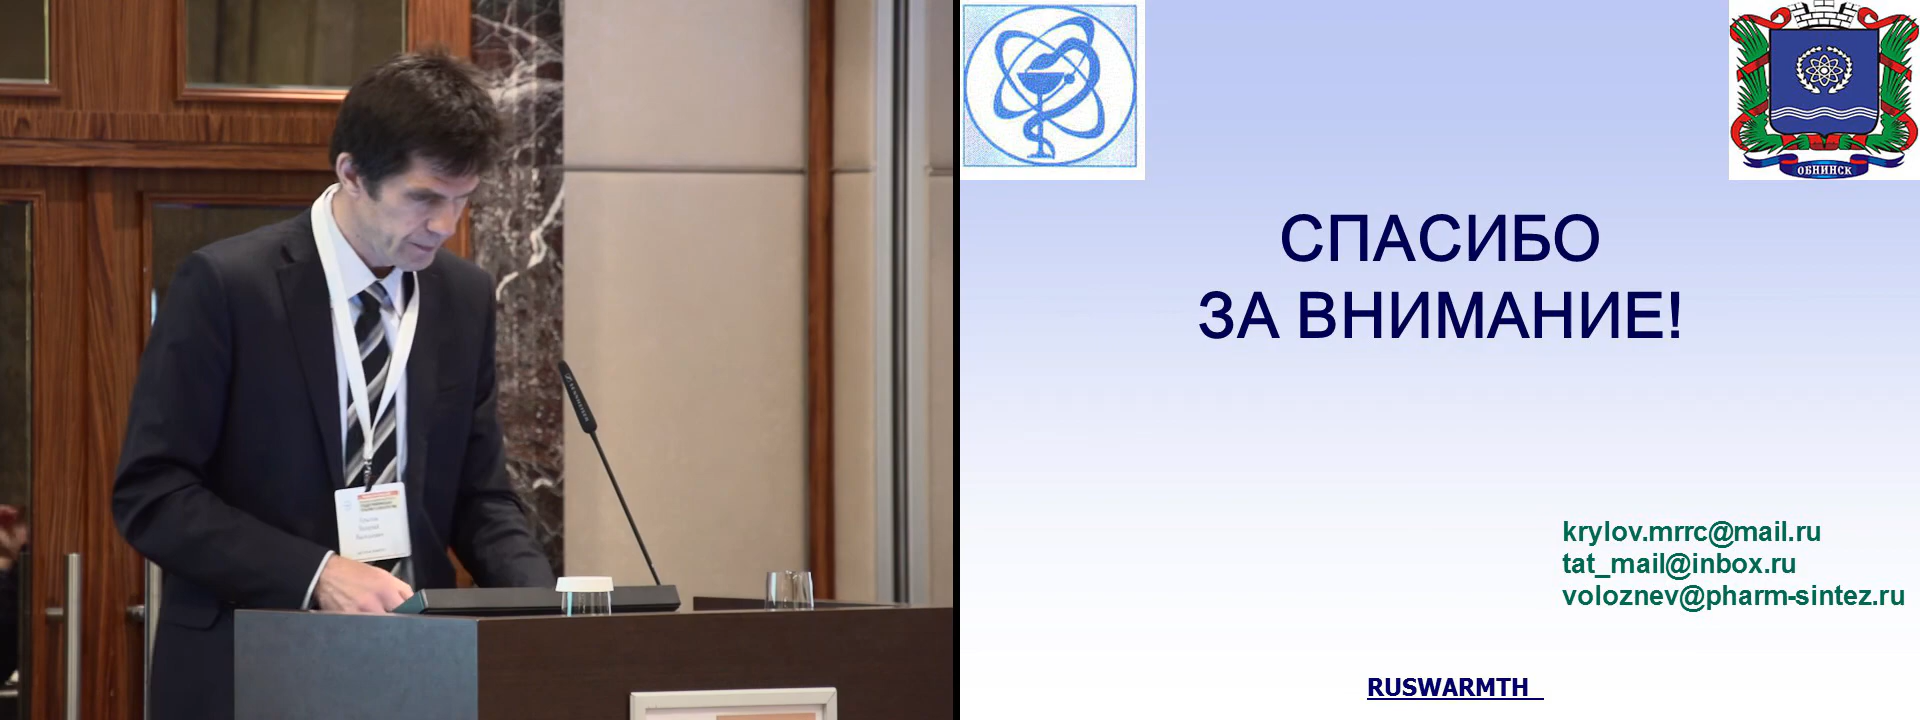 ОБНИНСК
СПАСИБО
ЗА ВНИМАНИЕ!
krylov.mrrc@mail.ru
tat_mail@inbox.ru
voloznev@pharm-sintez.ru
RUSWARMTH